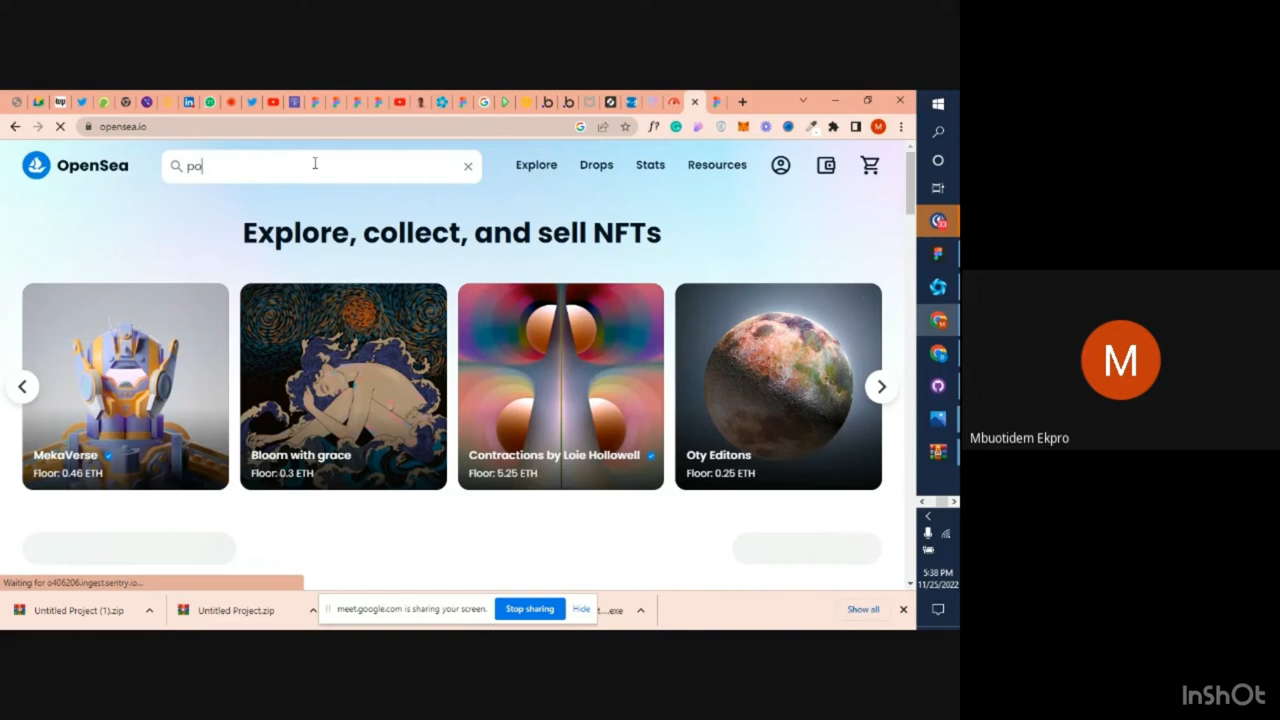 top
opensea.io
M
OpenSea
po
Explore
Drops
Stats
Resources
Explore, collect, and sell NFTs
MekaVerse
Floor: 0.46 ETH
Bloom with grace
Floor: 0.3 ETH
Contractions by Loie Hollowell
Floor: 5.25 ETH
Oty Editons
Floor: 0.25 ETH
Waiting for o406206.ingest.sentry.io...
Untitled Project (1).zip
Untitled Project.zip
meet.google.com is sharing your screen.
Stop sharing
Hide
t....exe
Show all
5:38 PM
11/25/2022
M
Mbuotidem Ekpro
InShOt